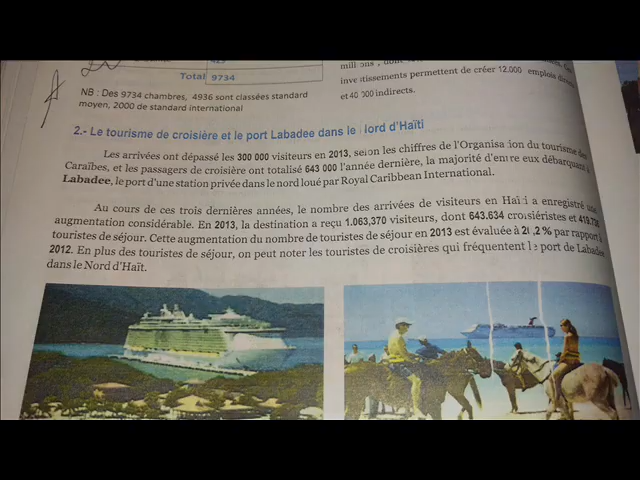 429
Total 9734
NB : Des 9734 chambres, 4936 sont classées standard
moyen, 2000 de standard international
investissements permettent de créer 12.000 emplois
et 40 000 indirects.
2.- Le tourisme de croisière et le port Labadee dans le Nord d'Haïti
Les arrivées ont dépassé les 300 000 visiteurs en 2013, selon les chiffres de l'Organisation du tourisme des
Caraïbes, et les passagers de croisière ont totalisé 643 000 l'année dernière, la majorité d'entre eux débarquant à
Labadee, le port d'une station privée dans le nord loué par Royal Caribbean International.
Au cours de ces trois dernières années, le nombre des arrivées de visiteurs en Haïti a enregistré une
augmentation considérable. En 2013, la destination a reçu 1.063,370 visiteurs, dont 643.634 croisiéristes et 419.736
touristes de séjour. Cette augmentation du nombre de touristes de séjour en 2013 est évaluée à 20,2 % par rapport à
2012. En plus des touristes de séjour, on peut noter les touristes de croisières qui fréquentent le port de Labadee
dans le Nord d'Haït.